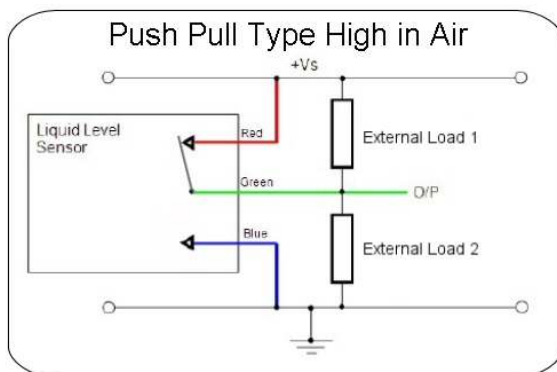 Push Pull Type High in Air
+Vs
Liquid Level
Sensor
Red
External Load 1
Green
O/P
Blue
External Load 2